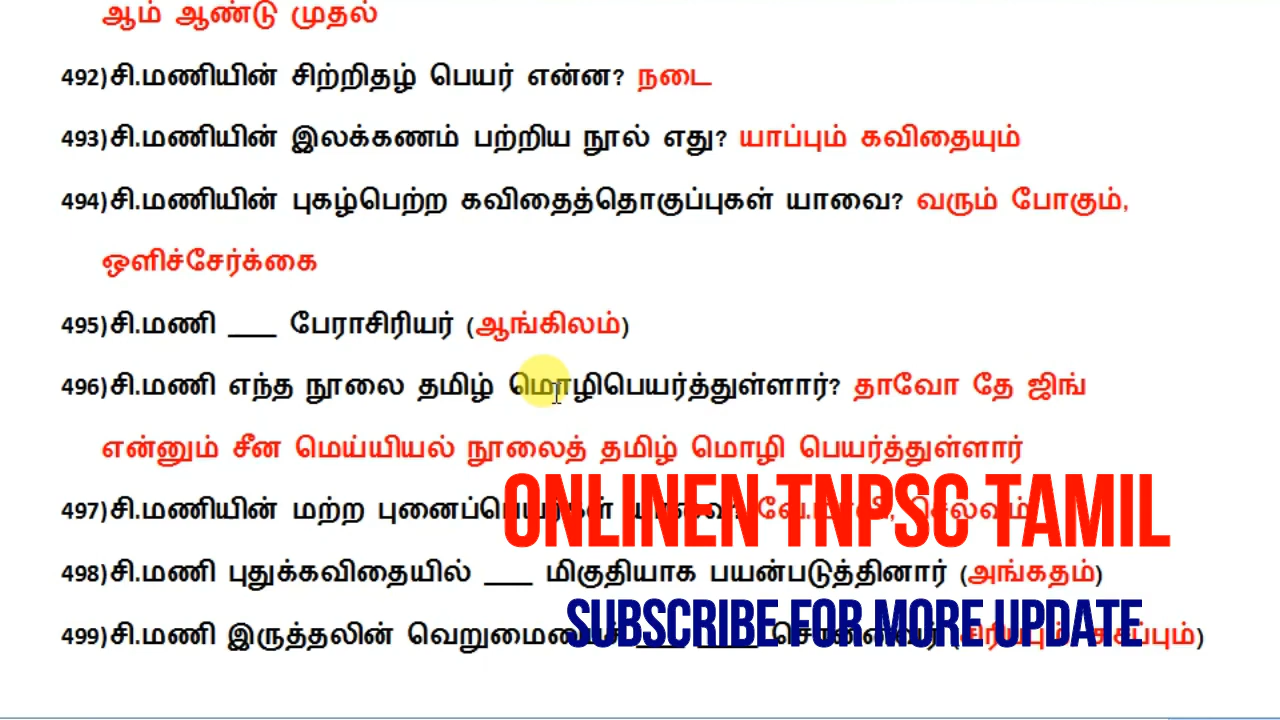 ஆம் ஆண்டு முதல்
492)சி.மணியின் சிற்றிதழ் பெயர் என்ன? நடை
493)சி.மணியின் இலக்கணம் பற்றிய நூல் எது? யாப்பும் கவிதையும்
494)சி.மணியின் புகழ்பெற்ற கவிதைத்தொகுப்புகள் யாவை? வரும் போகும்,
ஒளிச்சேர்க்கை
495)சி.மணி ____ பேராசிரியர் (ஆங்கிலம்)
496)சி.மணி எந்த நூலை தமிழ் மொழிபெயர்த்துள்ளார்? தாவோ தே ஜிங்
என்னும் சீன மெய்யியல் நூலைத் தமிழ் மொழி பெயர்த்துள்ளார்
497)சி.மணியின் மற்ற செல்வம்
ONLINEN TNPSC TAMIL
498)சி.மணி புதுக்கவிதையில் ____ மிகுதியாக பயன்படுத்தினார் (அங்கதம்)
499)சி.மணி இருத்தலின்
SUBSCRIBE FOR MORE UPDATE